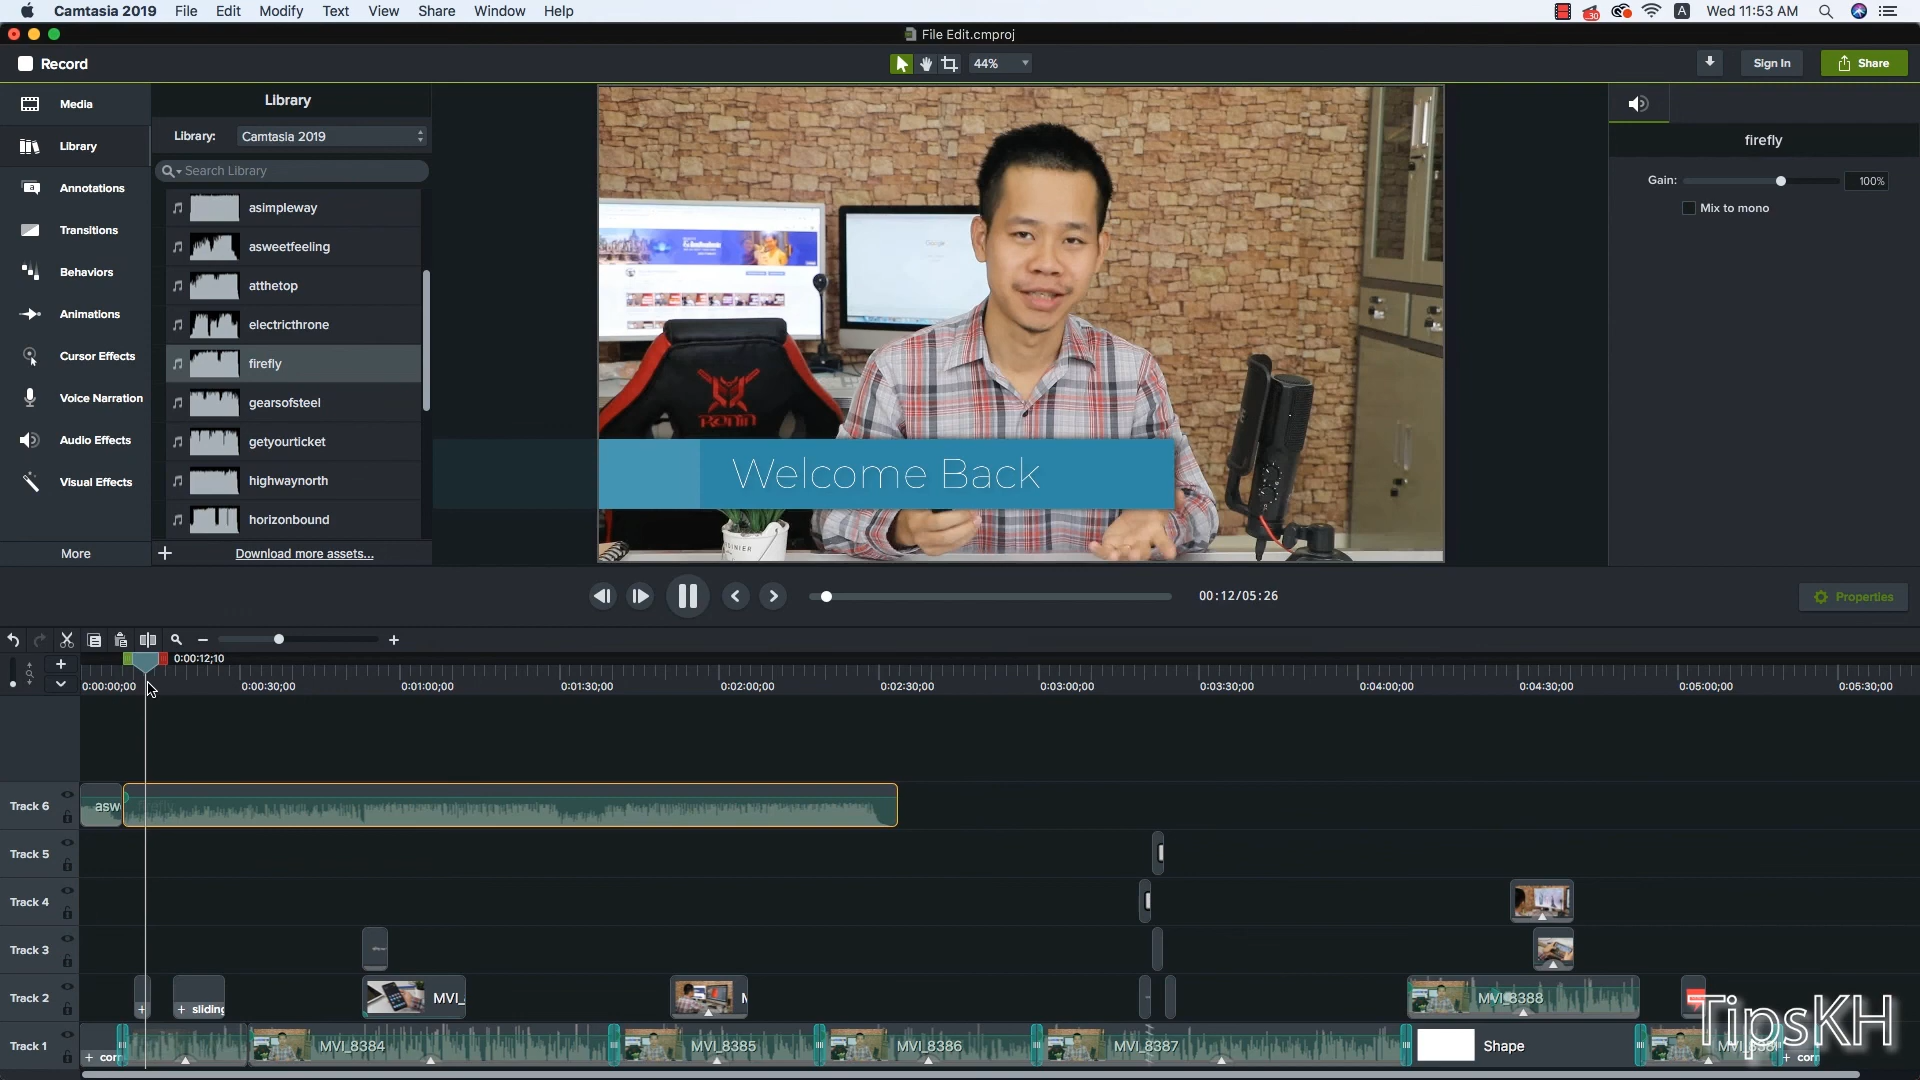 Camtasia 2019 File Edit Modify Text View Share Window Help
30 A Wed 11:53 AM
File Edit.cmproj
Record
44%
Sign In
Share
Media
Library
Annotations
Transitions
Behaviors
Animations
Cursor Effects
Voice Narration
Audio Effects
Visual Effects
More
Library
Library: Camtasia 2019
Search Library
asimpleway
asweetfeeling
atthetop
electricthrone
firefly
gearsofsteel
getyourticket
highwaynorth
horizonbound
Download more assets...
Google
RONIN
Welcome Back
firefly
Gain: 100%
Mix to mono
00:12/05:26
Properties
0:00:12;10
0:00:00;00 0:00:30;00 0:01:00;00 0:01:30;00 0:02:00;00 0:02:30;00 0:03:00;00 0:03:30;00 0:04:00;00 0:04:30;00 0:05:00;00 0:05:30;00
Track 6 asw firefly
Track 5
Track 4
Track 3
Track 2 + + sliding MVI_ M MVI_8388
Track 1 + corr MVI_8384 MVI_8385 MVI_8386 MVI_8387 Shape + corr
TipsKH